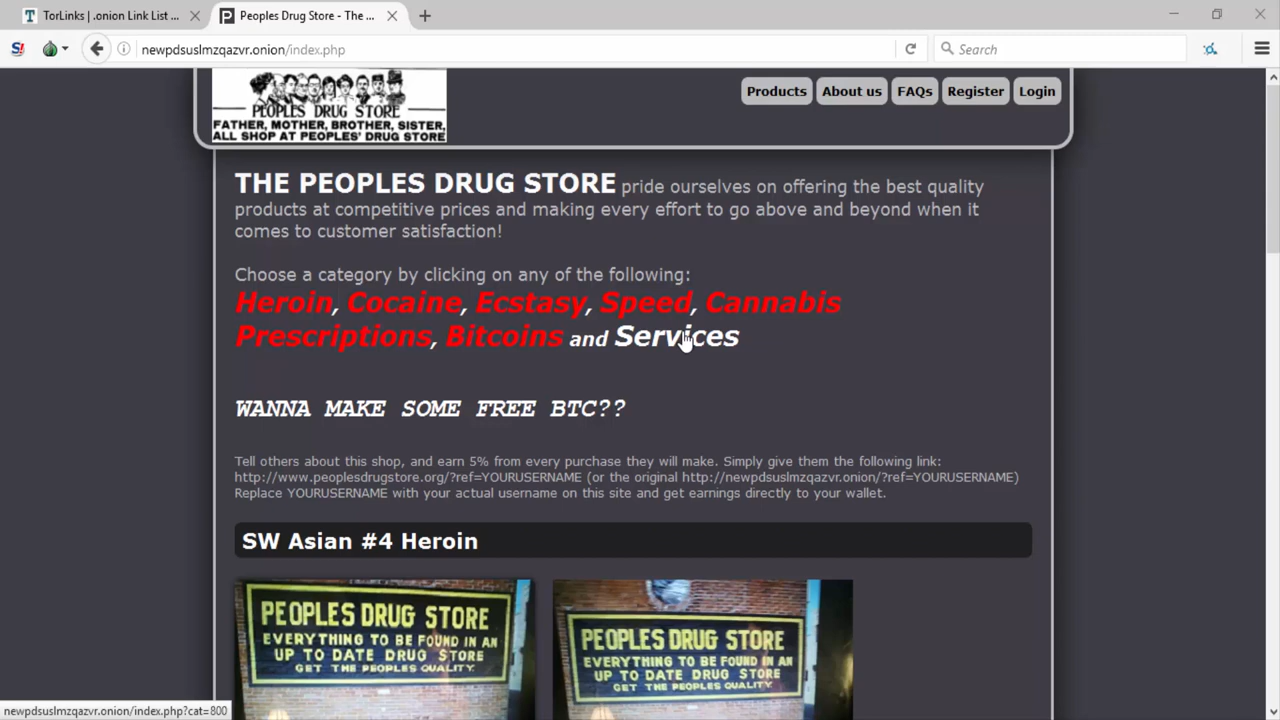 TorLinks | .onion Link List ...
Peoples Drug Store - The ...
newpdsuslmzqazvr.onion/index.php
Search
PEOPLES DRUG STORE
FATHER, MOTHER, BROTHER, SISTER,
ALL SHOP AT PEOPLES' DRUG STORE
Products
About us
FAQs
Register
Login
THE PEOPLES DRUG STORE pride ourselves on offering the best quality
products at competitive prices and making every effort to go above and beyond when it
comes to customer satisfaction!
Choose a category by clicking on any of the following:
Heroin, Cocaine, Ecstasy, Speed, Cannabis
Prescriptions, Bitcoins and Services
WANNA MAKE SOME FREE BTC??
Tell others about this shop, and earn 5% from every purchase they will make. Simply give them the following link:
http://www.peoplesdrugstore.org/?ref=YOURUSERNAME (or the original http://newpdsuslmzqazvr.onion/?ref=YOURUSERNAME)
Replace YOURUSERNAME with your actual username on this site and get earnings directly to your wallet.
SW Asian #4 Heroin
PEOPLES DRUG STORE
EVERYTHING TO BE FOUND IN AN
UP TO DATE DRUG STORE
GET THE PEOPLES QUALITY.
PEOPLES DRUG STORE
EVERYTHING TO BE FOUND IN AN
UP TO DATE DRUG STORE
GET THE PEOPLES QUALITY.
newpdsuslmzqazvr.onion/index.php?cat=800